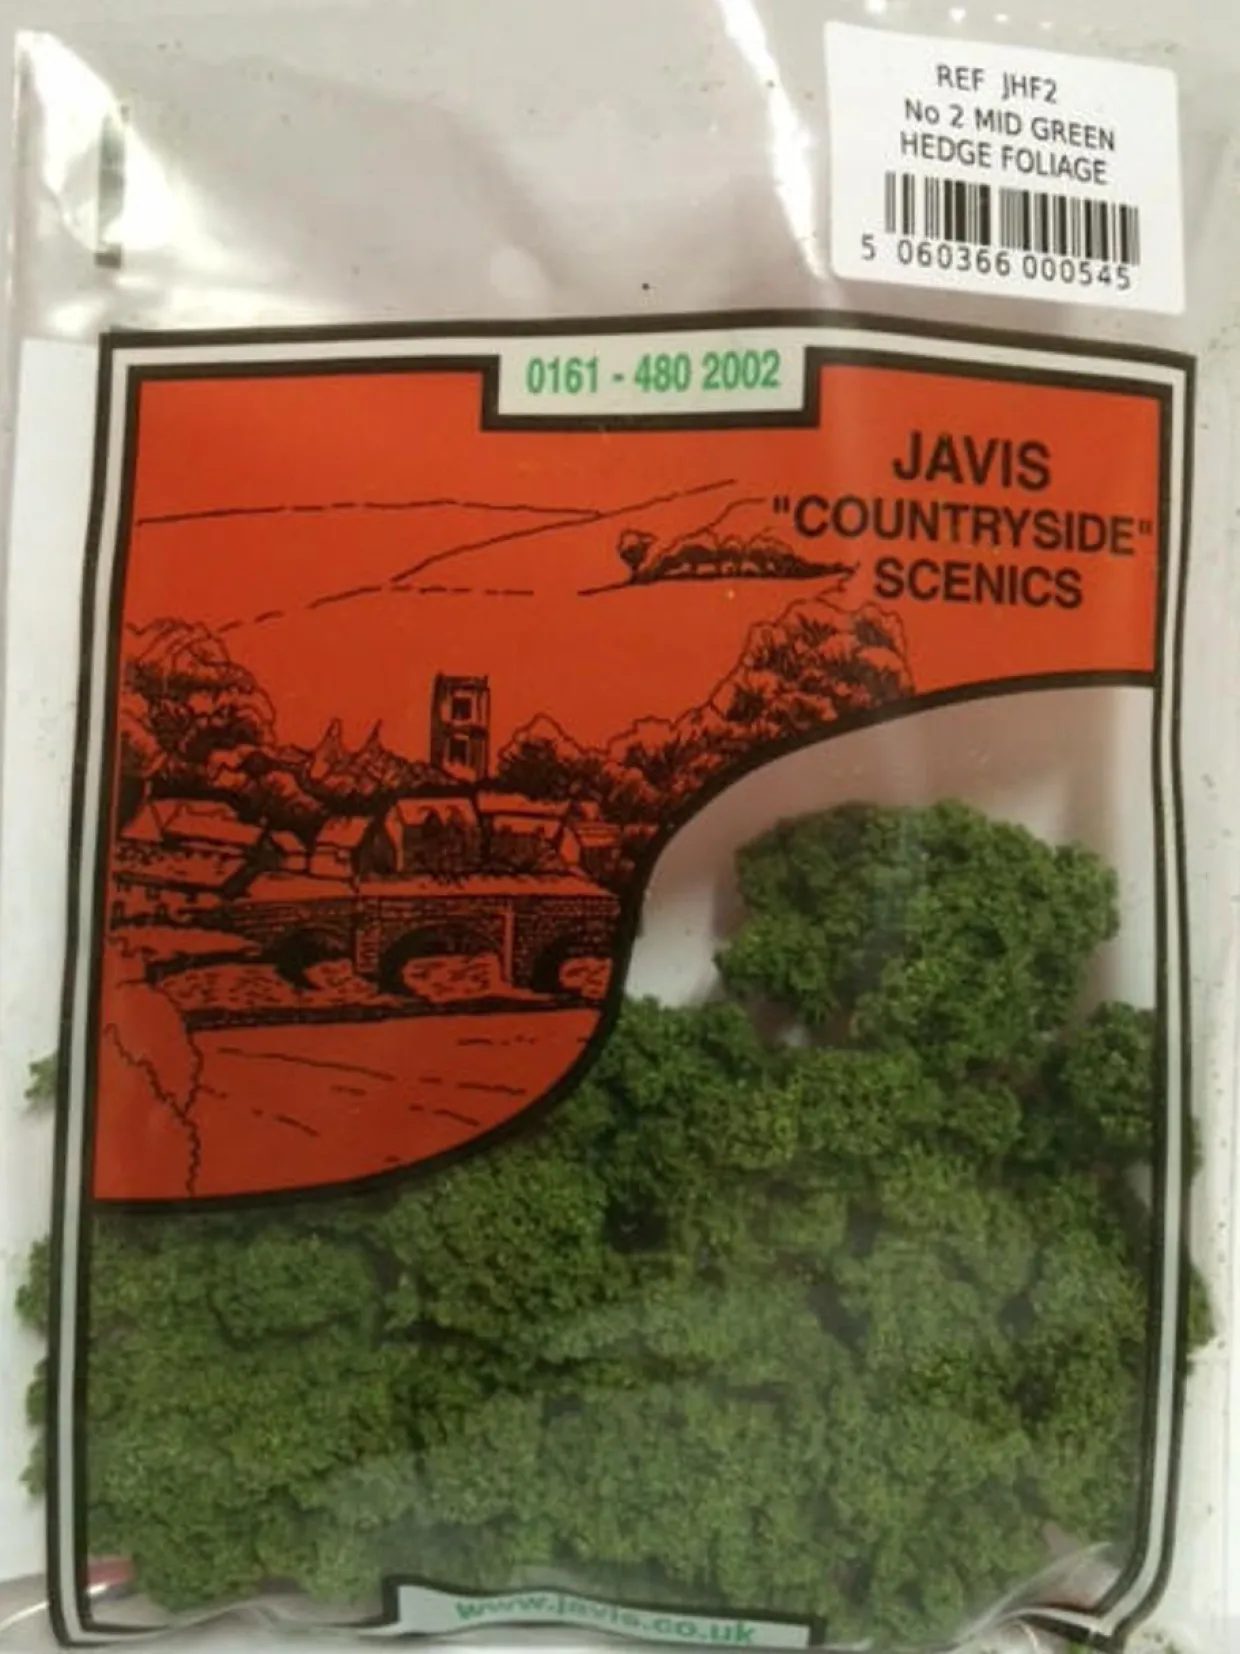 REF JHF2
No 2 MID GREEN
HEDGE FOLIAGE
5 060366 000545
0161 - 480 2002
JAVIS
"COUNTRYSIDE"
SCENICS
www.javis.co.uk